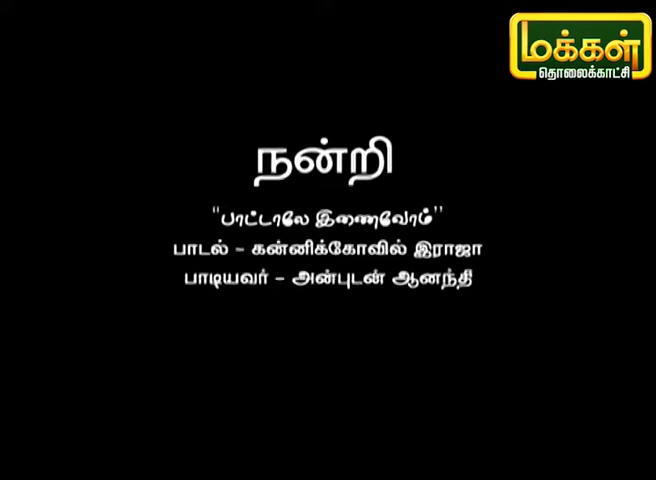 மக்கள்
தொலைக்காட்சி
நன்றி
"பாட்டாலே இணைவோம்"
பாடல் - கன்னிக்கோவில் இராஜா
பாடியவர் - அன்புடன் ஆனந்தி